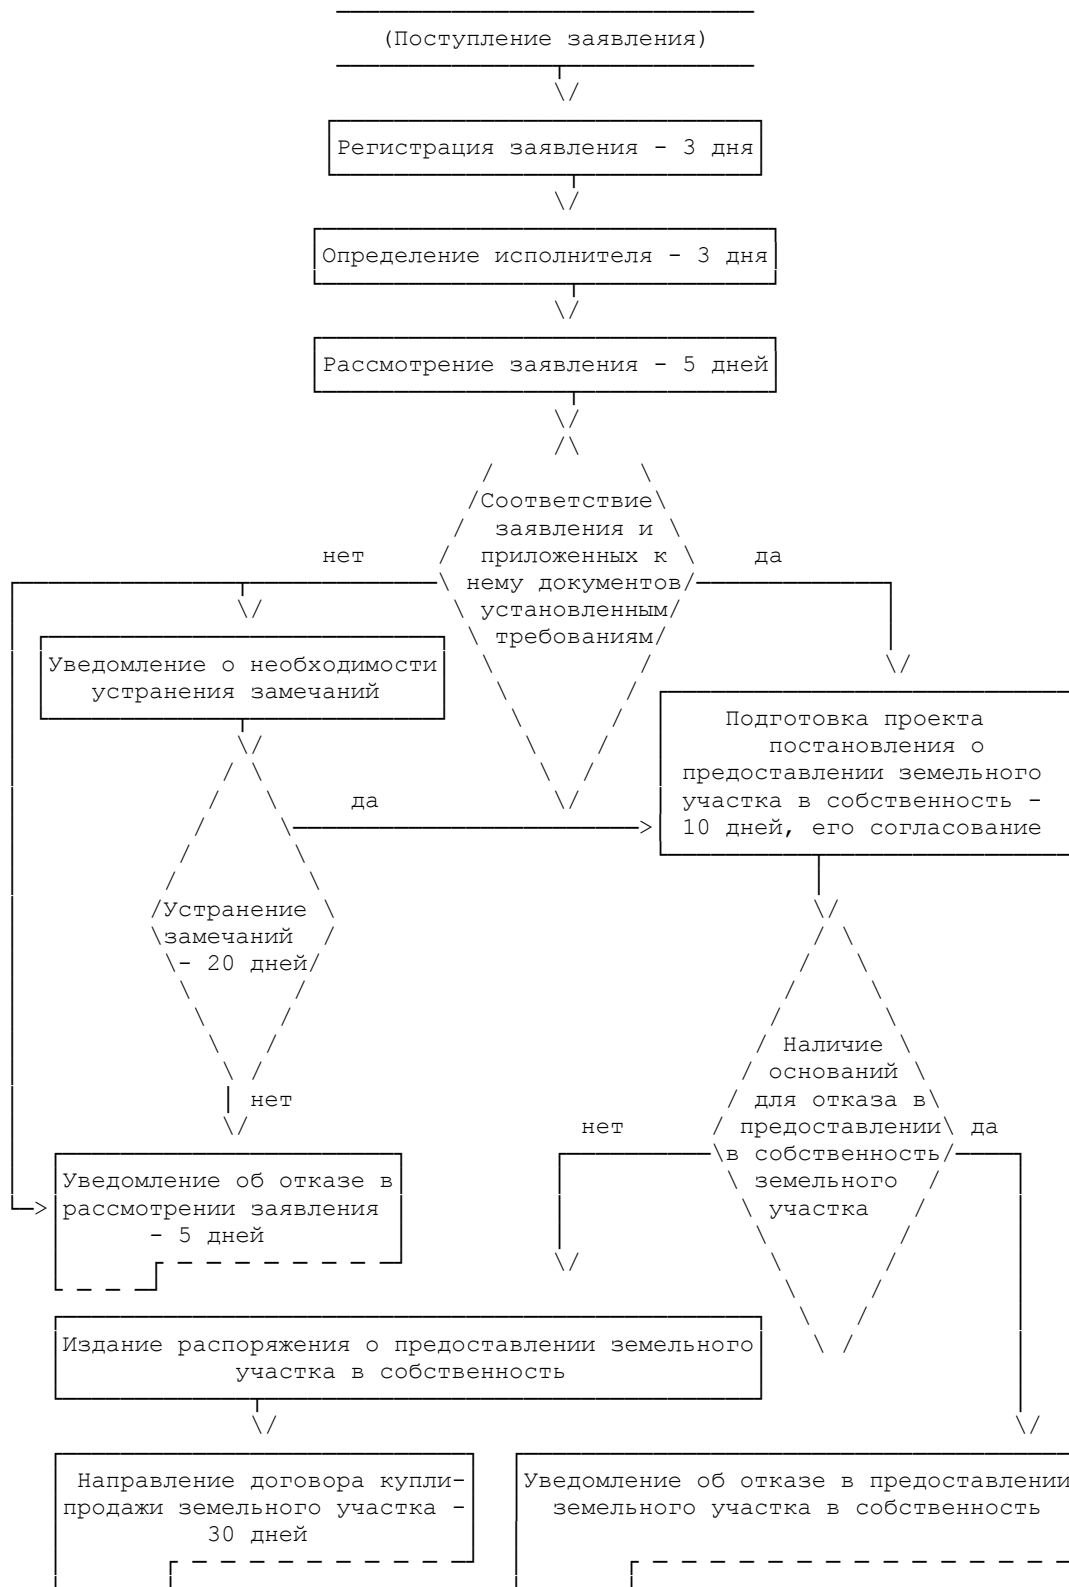 (Поступление заявления)
Регистрация заявления - 3 дня
Определение исполнителя - 3 дня
Рассмотрение заявления - 5 дней
Соответствие
заявления и
приложенных к
нему документов
установленным
требованиям
нет
да
Уведомление о необходимости
устранения замечаний
Подготовка проекта
постановления о
предоставлении земельного
участка в собственность -
10 дней, его согласование
да
Устранение
замечаний
- 20 дней
нет
Наличие
оснований
для отказа в
предоставлении
в собственность
земельного
участка
нет
да
Уведомление об отказе в
рассмотрении заявления
- 5 дней
Издание распоряжения о предоставлении земельного
участка в собственность
Направление договора купли-
продажи земельного участка -
30 дней
Уведомление об отказе в предоставлении
земельного участка в собственность